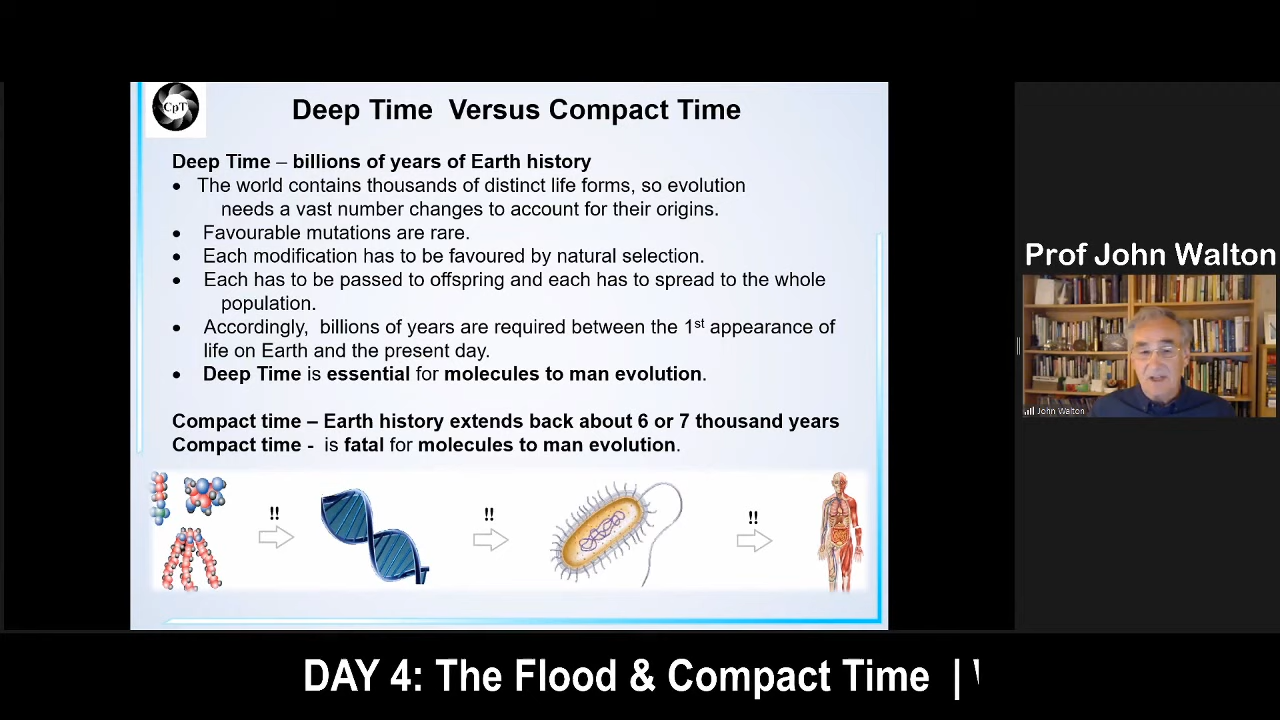 CpT
Deep Time Versus Compact Time
Deep Time – billions of years of Earth history
• The world contains thousands of distinct life forms, so evolution
needs a vast number changes to account for their origins.
• Favourable mutations are rare.
• Each modification has to be favoured by natural selection.
• Each has to be passed to offspring and each has to spread to the whole
population.
• Accordingly, billions of years are required between the 1st appearance of
life on Earth and the present day.
• Deep Time is essential for molecules to man evolution.
Compact time – Earth history extends back about 6 or 7 thousand years
Compact time - is fatal for molecules to man evolution.
!!
!!
!!
Prof John Walton
John Walton
DAY 4: The Flood & Compact Time |